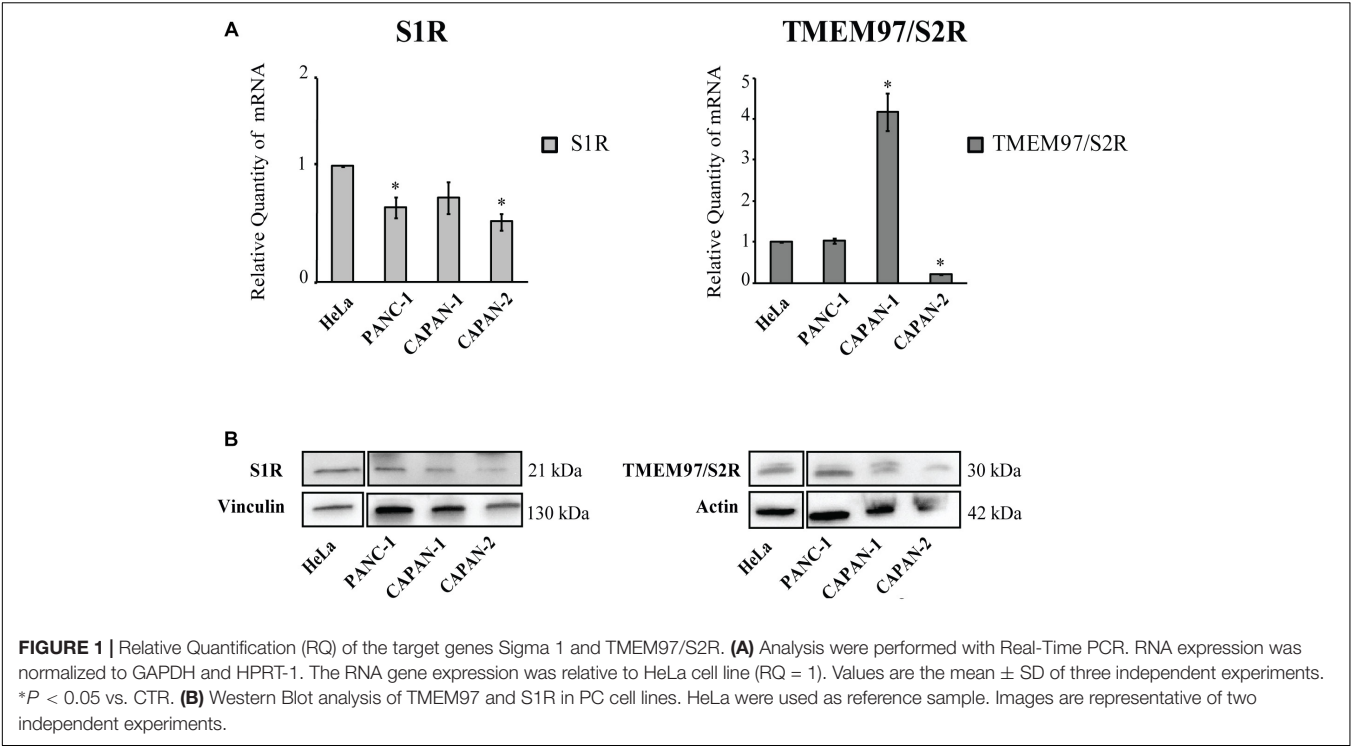 A
S1R
TMEM97/S2R
Relative Quantity of mRNA
2
1
0
*
*
S1R
HeLa
PANC-1
CAPAN-1
CAPAN-2
Relative Quantity of mRNA
5
4
3
2
1
0
*
*
TMEM97/S2R
HeLa
PANC-1
CAPAN-1
CAPAN-2
B
S1R
21 kDa
Vinculin
130 kDa
HeLa
PANC-1
CAPAN-1
CAPAN-2
TMEM97/S2R
30 kDa
Actin
42 kDa
HeLa
PANC-1
CAPAN-1
CAPAN-2
FIGURE 1 | Relative Quantification (RQ) of the target genes Sigma 1 and TMEM97/S2R. (A) Analysis were performed with Real-Time PCR. RNA expression was
normalized to GAPDH and HPRT-1. The RNA gene expression was relative to HeLa cell line (RQ = 1). Values are the mean ± SD of three independent experiments.
*P < 0.05 vs. CTR. (B) Western Blot analysis of TMEM97 and S1R in PC cell lines. HeLa were used as reference sample. Images are representative of two
independent experiments.